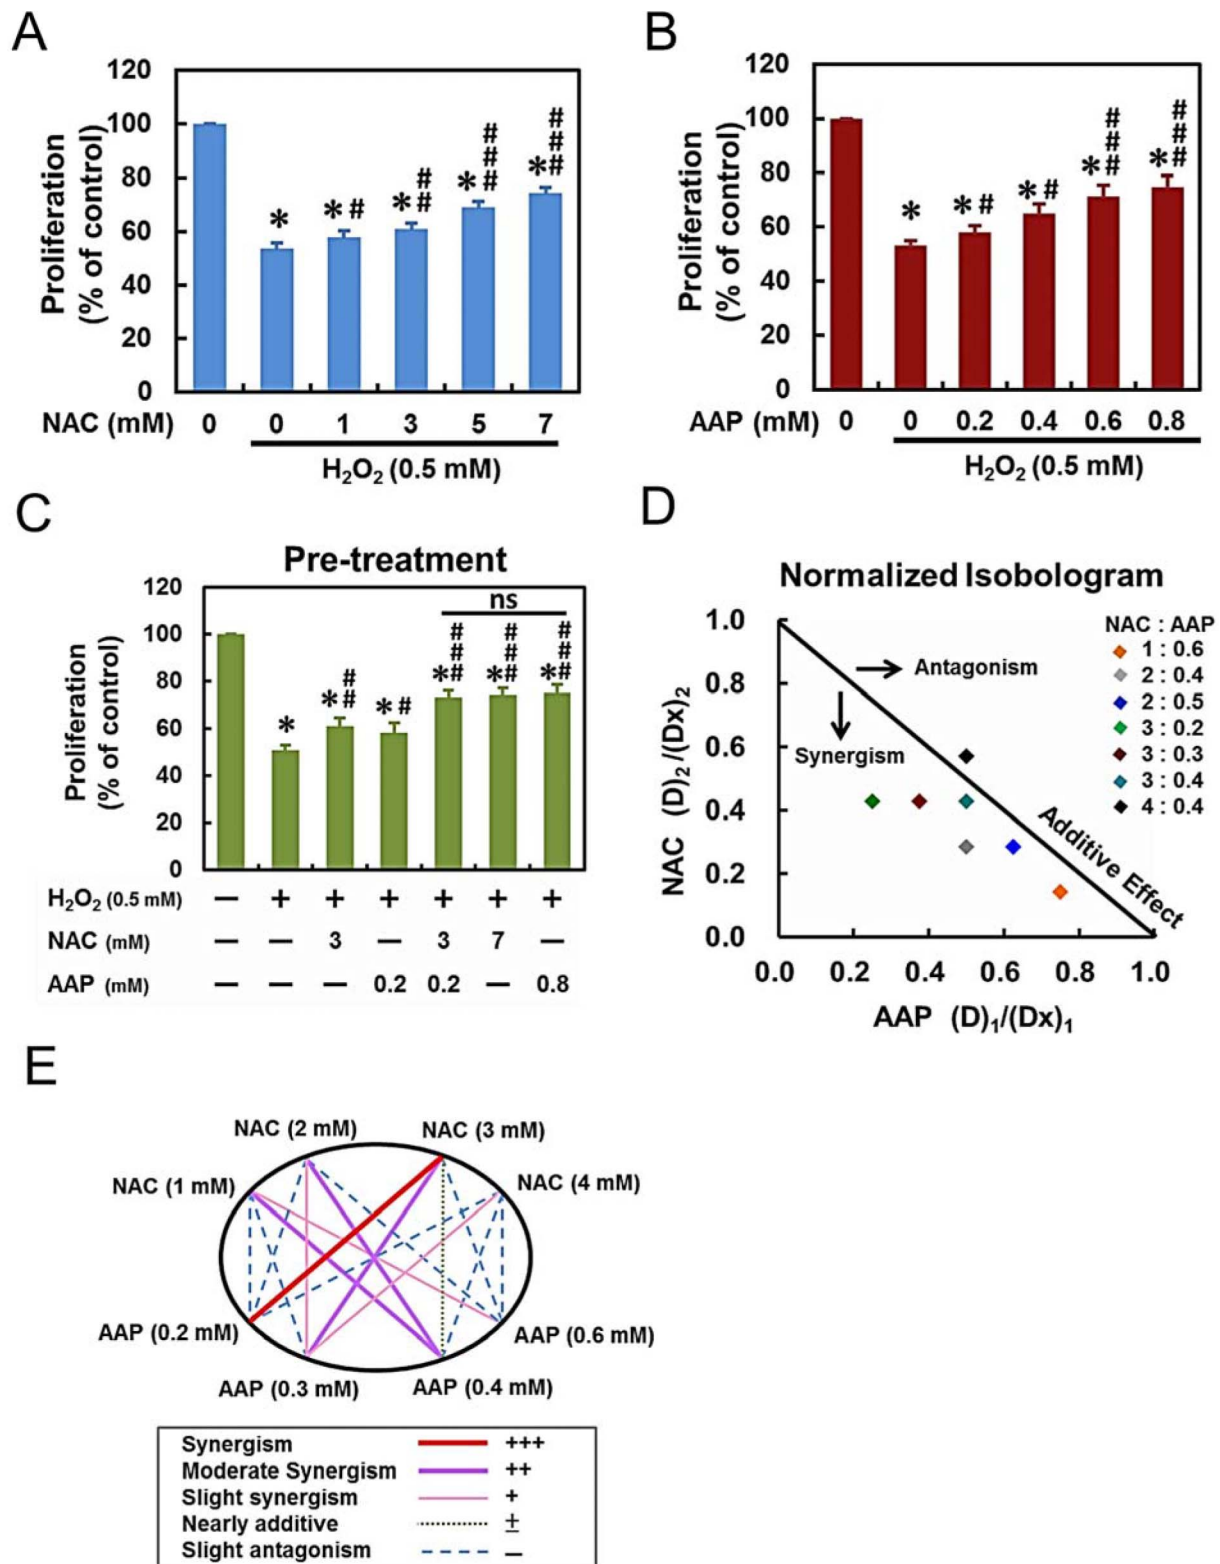 A
120
100
80
60
40
20
0
Proliferation
(% of control)
*
* #
* # #
* # # #
* # # #
NAC (mM) 0 0 1 3 5 7
H₂O₂ (0.5 mM)
B
120
100
80
60
40
20
0
Proliferation
(% of control)
*
* #
* #
* # # #
* # # #
AAP (mM) 0 0 0.2 0.4 0.6 0.8
H₂O₂ (0.5 mM)
C
Pre-treatment
120
100
80
60
40
20
0
Proliferation
(% of control)
ns
*
* # #
* #
* # # #
* # # #
* # # #
H₂O₂ (0.5 mM) — + + + + + +
NAC (mM) — — 3 — 3 7 —
AAP (mM) — — — 0.2 0.2 — 0.8
D
Normalized Isobologram
1.0
0.8
0.6
0.4
0.2
0.0
NAC (D)₂/(Dx)₂
Antagonism
Synergism
Additive Effect
NAC : AAP
1 : 0.6
2 : 0.4
2 : 0.5
3 : 0.2
3 : 0.3
3 : 0.4
4 : 0.4
0.0 0.2 0.4 0.6 0.8 1.0
AAP (D)₁/(Dx)₁
E
NAC (2 mM)
NAC (3 mM)
NAC (1 mM)
NAC (4 mM)
AAP (0.2 mM)
AAP (0.6 mM)
AAP (0.3 mM)
AAP (0.4 mM)
Synergism +++
Moderate Synergism ++
Slight synergism +
Nearly additive ±
Slight antagonism —